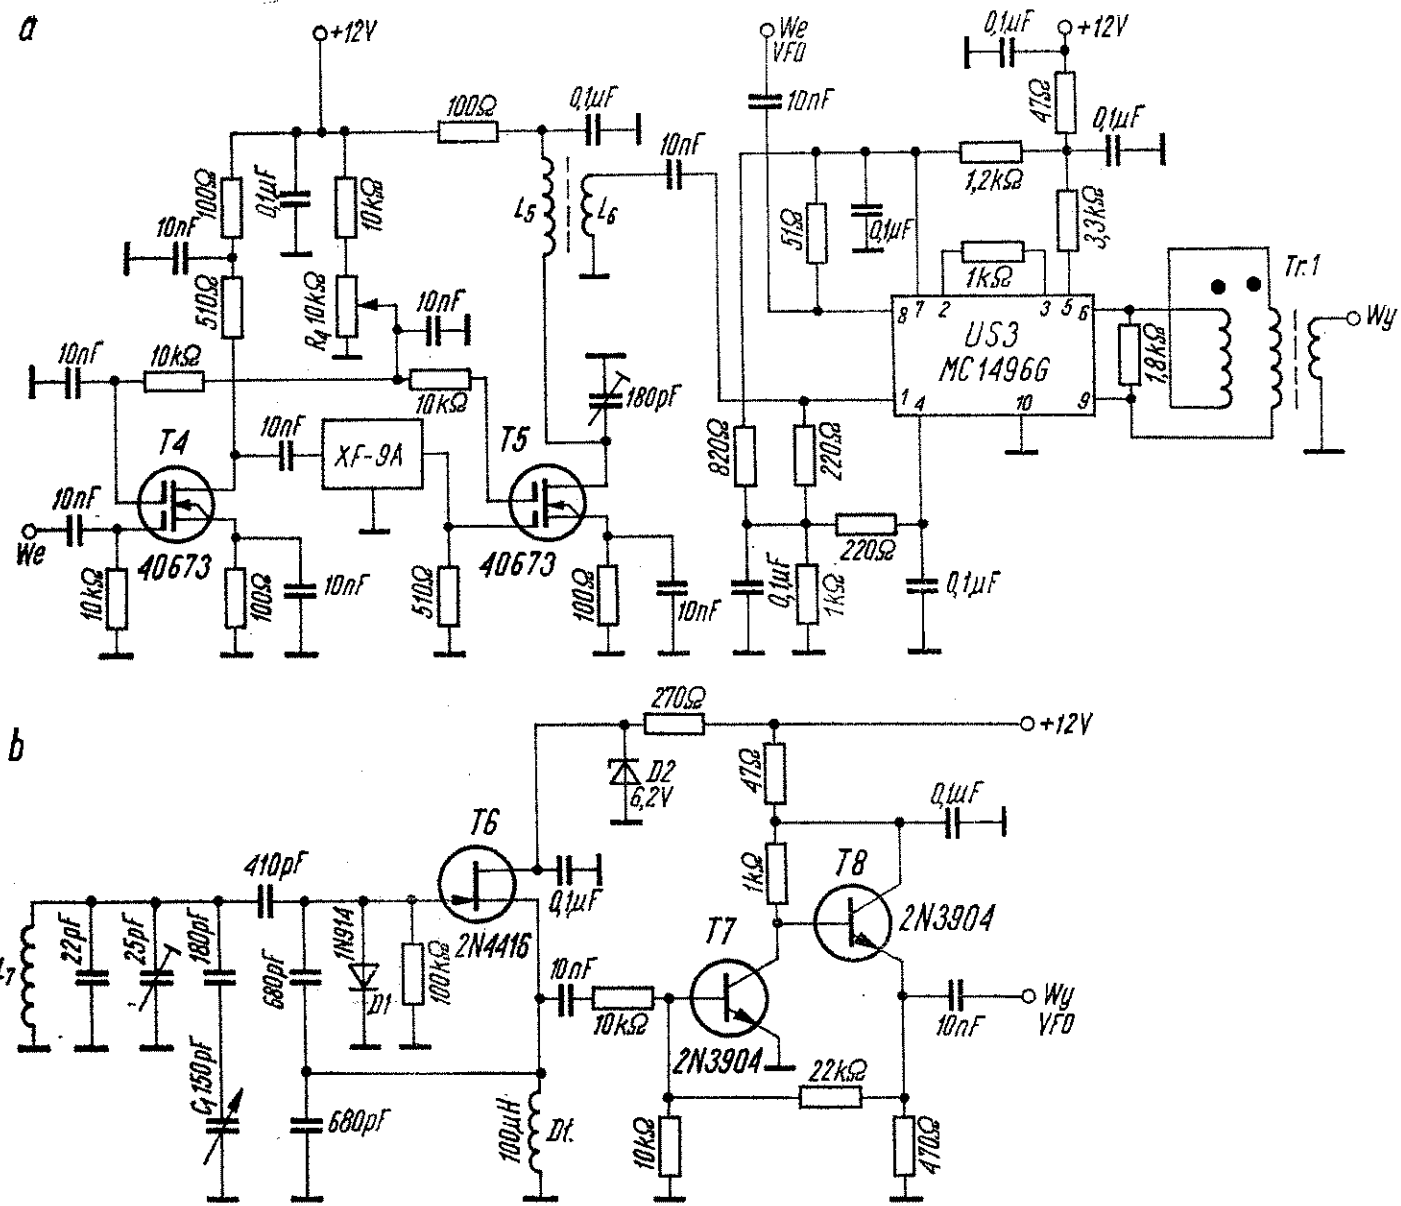 a
+12V
We
VFO
0,1µF
+12V
100Ω
0,1µF
10nF
47Ω
0,1µF
10nF
1,2kΩ
100Ω
0,1µF
10kΩ
10nF
L5
L6
51Ω
0,1µF
3,3kΩ
1kΩ
Tr.1
510Ω
R4 10kΩ
10nF
8
7
2
3
5
6
US3
MC1496G
1
4
10
9
1,8kΩ
Wy
10nF
10kΩ
10kΩ
180pF
T4
10nF
XF-9A
T5
820Ω
220Ω
10nF
We
40673
10kΩ
100Ω
10nF
510Ω
40673
100Ω
10nF
220Ω
0,1µF
1kΩ
0,1µF
b
270Ω
+12V
D2
6,2V
47Ω
0,1µF
T6
410pF
1kΩ
T8
2N3904
22pF
25pF
180pF
680pF
1N914
D1
100kΩ
2N4416
0,1µF
T7
10nF
10kΩ
2N3904
10nF
Wy
VFO
C1 150pF
680pF
100µH
Dł.
22kΩ
10kΩ
470Ω